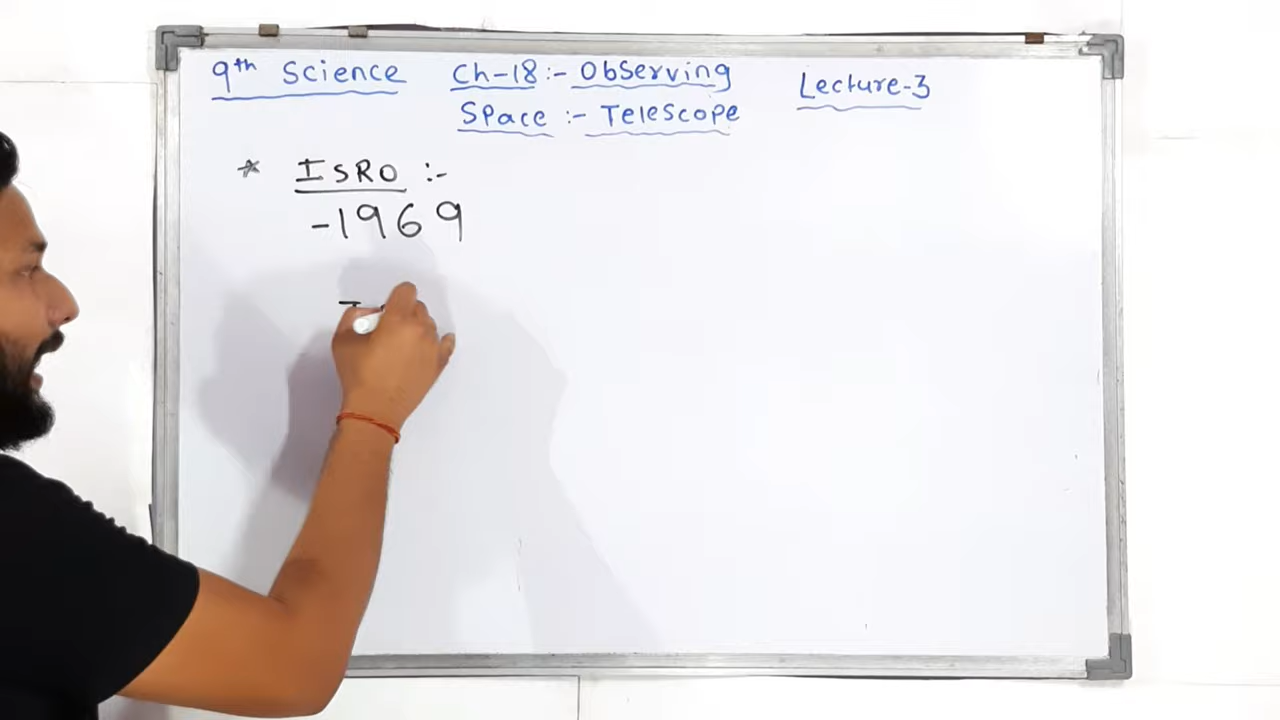 9th Science Ch-18:- Observing Lecture-3
Space :- Telescope
* ISRO :-
-1969